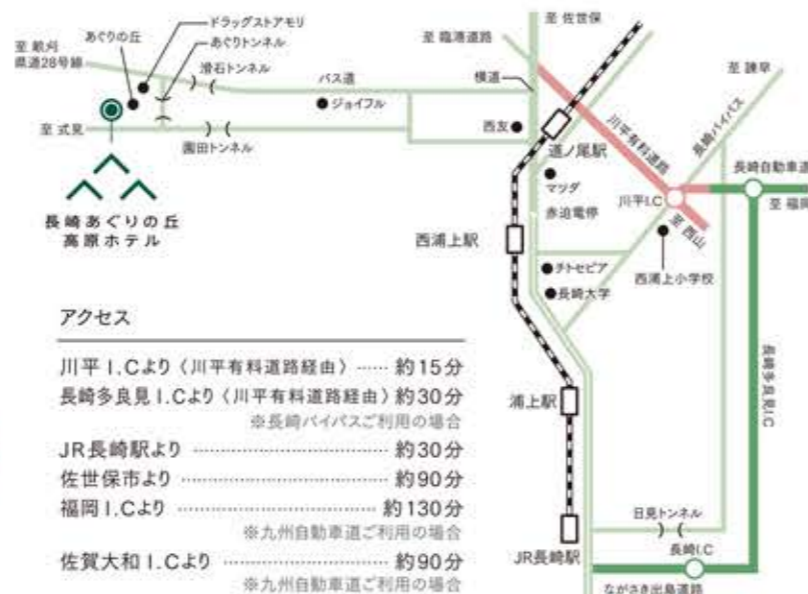 至 佐世保
ドラッグストアモリ
あぐりの丘
あぐりトンネル
至 臨港道路
至 畝刈
県道28号線
滑石トンネル
バス道
横道
至 諫早
ジョイフル
長崎バイパス
西友
川平有料道路
至 式見
園田トンネル
道ノ尾駅
長崎自動車道
マツダ
川平I.C
至 福岡
長崎あぐりの丘
高原ホテル
赤迫電停
至 西山
西浦上駅
チトセピア
西浦上小学校
長崎大学
アクセス
長崎多良見I.C
川平 I.Cより〈川平有料道路経由〉 …… 約15分
長崎多良見 I.Cより〈川平有料道路経由〉 約30分
※長崎バイパスご利用の場合
浦上駅
JR長崎駅より ………………… 約30分
佐世保市より ………………… 約90分
福岡 I.Cより ………………… 約130分
※九州自動車道ご利用の場合
日見トンネル
JR長崎駅
長崎I.C
佐賀大和 I.Cより ………………… 約90分
※九州自動車道ご利用の場合
ながさき出島道路